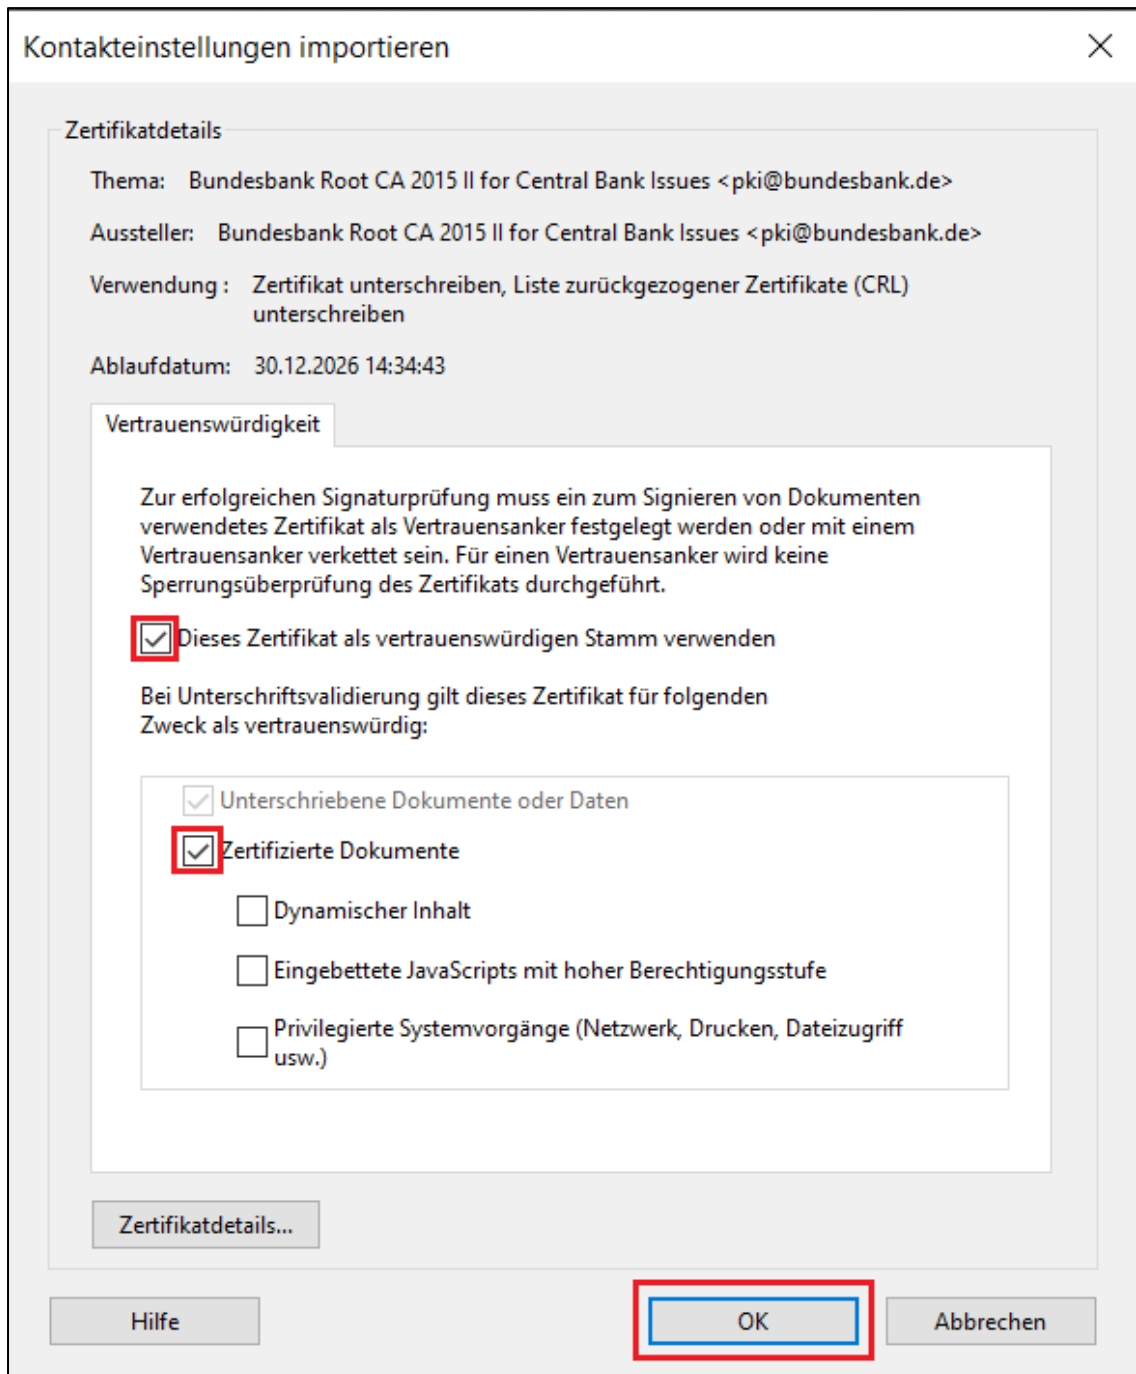 Kontakteinstellungen importieren
Zertifikatdetails
Thema: Bundesbank Root CA 2015 II for Central Bank Issues <pki@bundesbank.de>
Aussteller: Bundesbank Root CA 2015 II for Central Bank Issues <pki@bundesbank.de>
Verwendung : Zertifikat unterschreiben, Liste zurückgezogener Zertifikate (CRL)
unterschreiben
Ablaufdatum: 30.12.2026 14:34:43
Vertrauenswürdigkeit
Zur erfolgreichen Signaturprüfung muss ein zum Signieren von Dokumenten
verwendetes Zertifikat als Vertrauensanker festgelegt werden oder mit einem
Vertrauensanker verkettet sein. Für einen Vertrauensanker wird keine
Sperrungsüberprüfung des Zertifikats durchgeführt.
Dieses Zertifikat als vertrauenswürdigen Stamm verwenden
Bei Unterschriftsvalidierung gilt dieses Zertifikat für folgenden
Zweck als vertrauenswürdig:
Unterschriebene Dokumente oder Daten
Zertifizierte Dokumente
Dynamischer Inhalt
Eingebettete JavaScripts mit hoher Berechtigungsstufe
Privilegierte Systemvorgänge (Netzwerk, Drucken, Dateizugriff
usw.)
Zertifikatdetails...
Hilfe
OK
Abbrechen